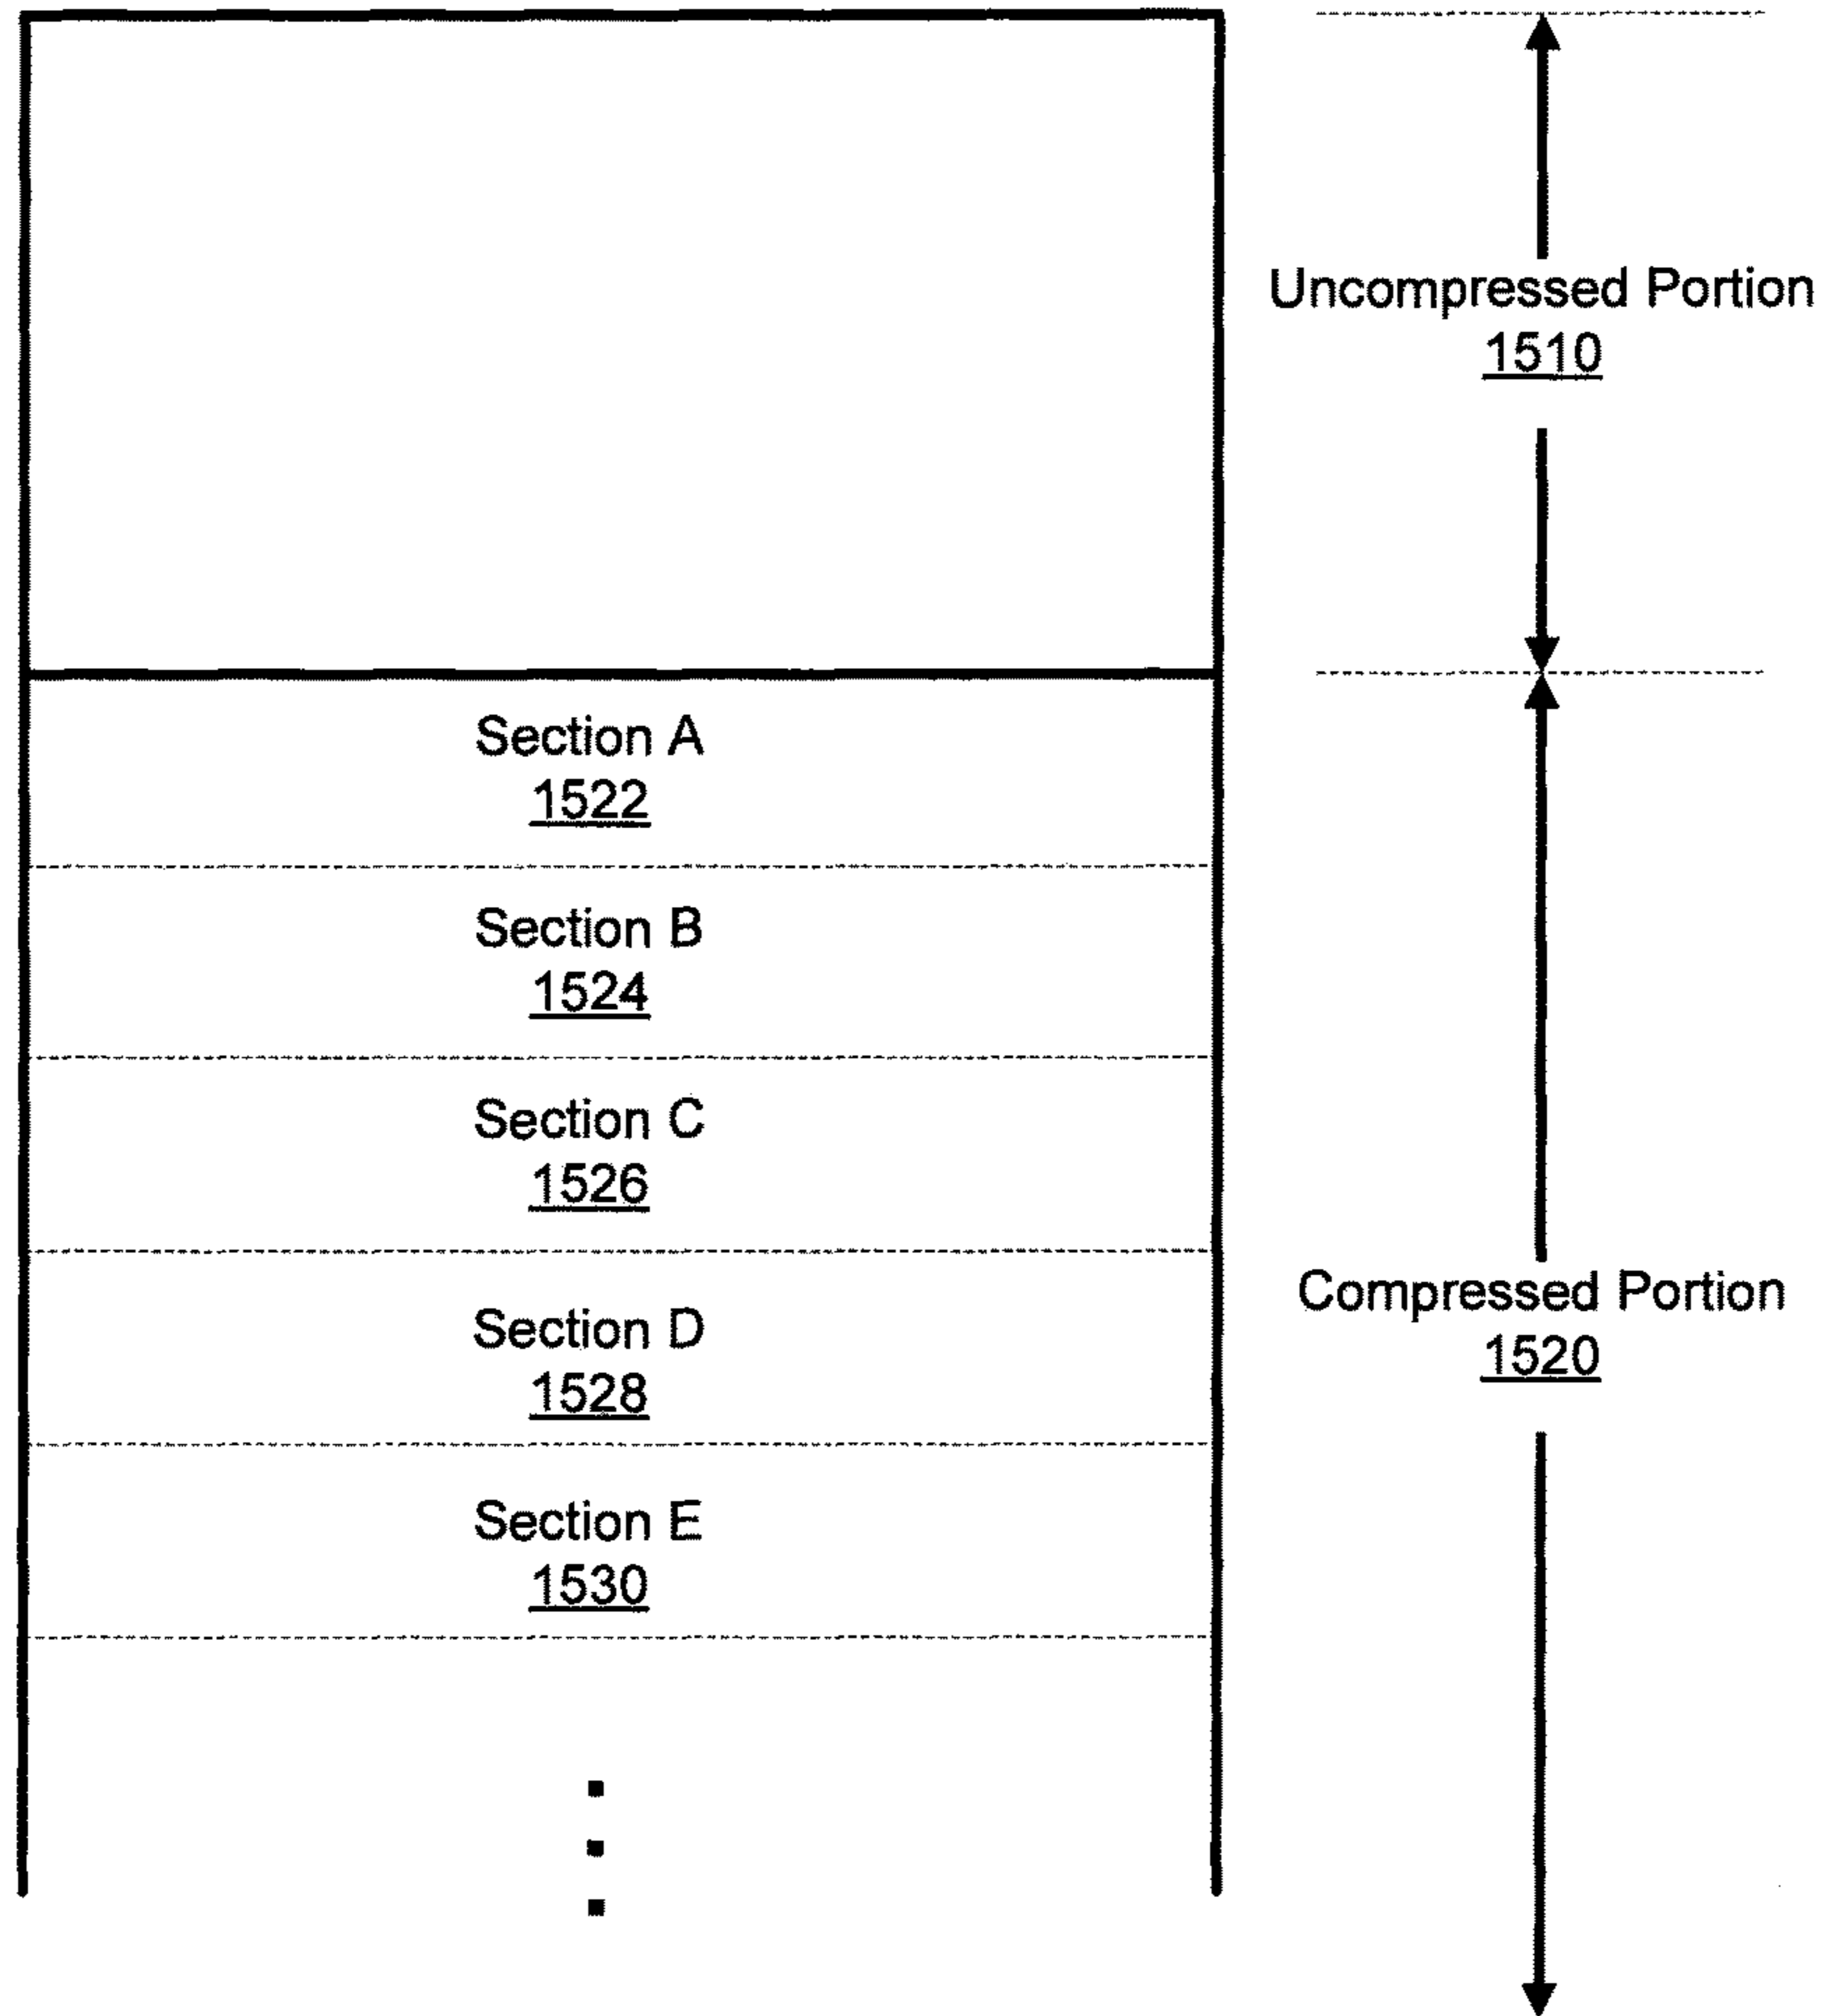 Uncompressed Portion
1510
Section A
1522
Section B
1524
Section C
1526
Section D
1528
Section E
1530
Compressed Portion
1520